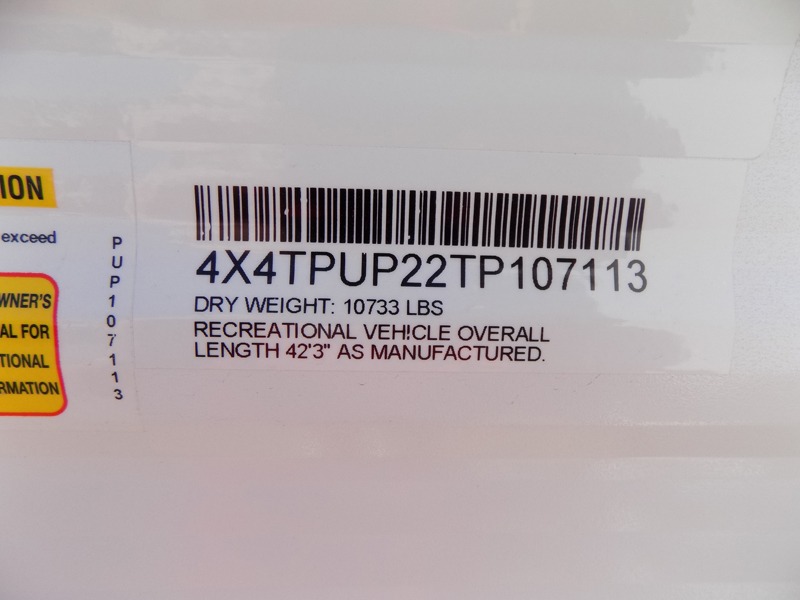 ION
exceed
WNER'S
AL FOR
TIONAL
RMATION
PUP107113
4X4TPUP22TP107113
DRY WEIGHT: 10733 LBS
RECREATIONAL VEHICLE OVERALL
LENGTH 42'3" AS MANUFACTURED.